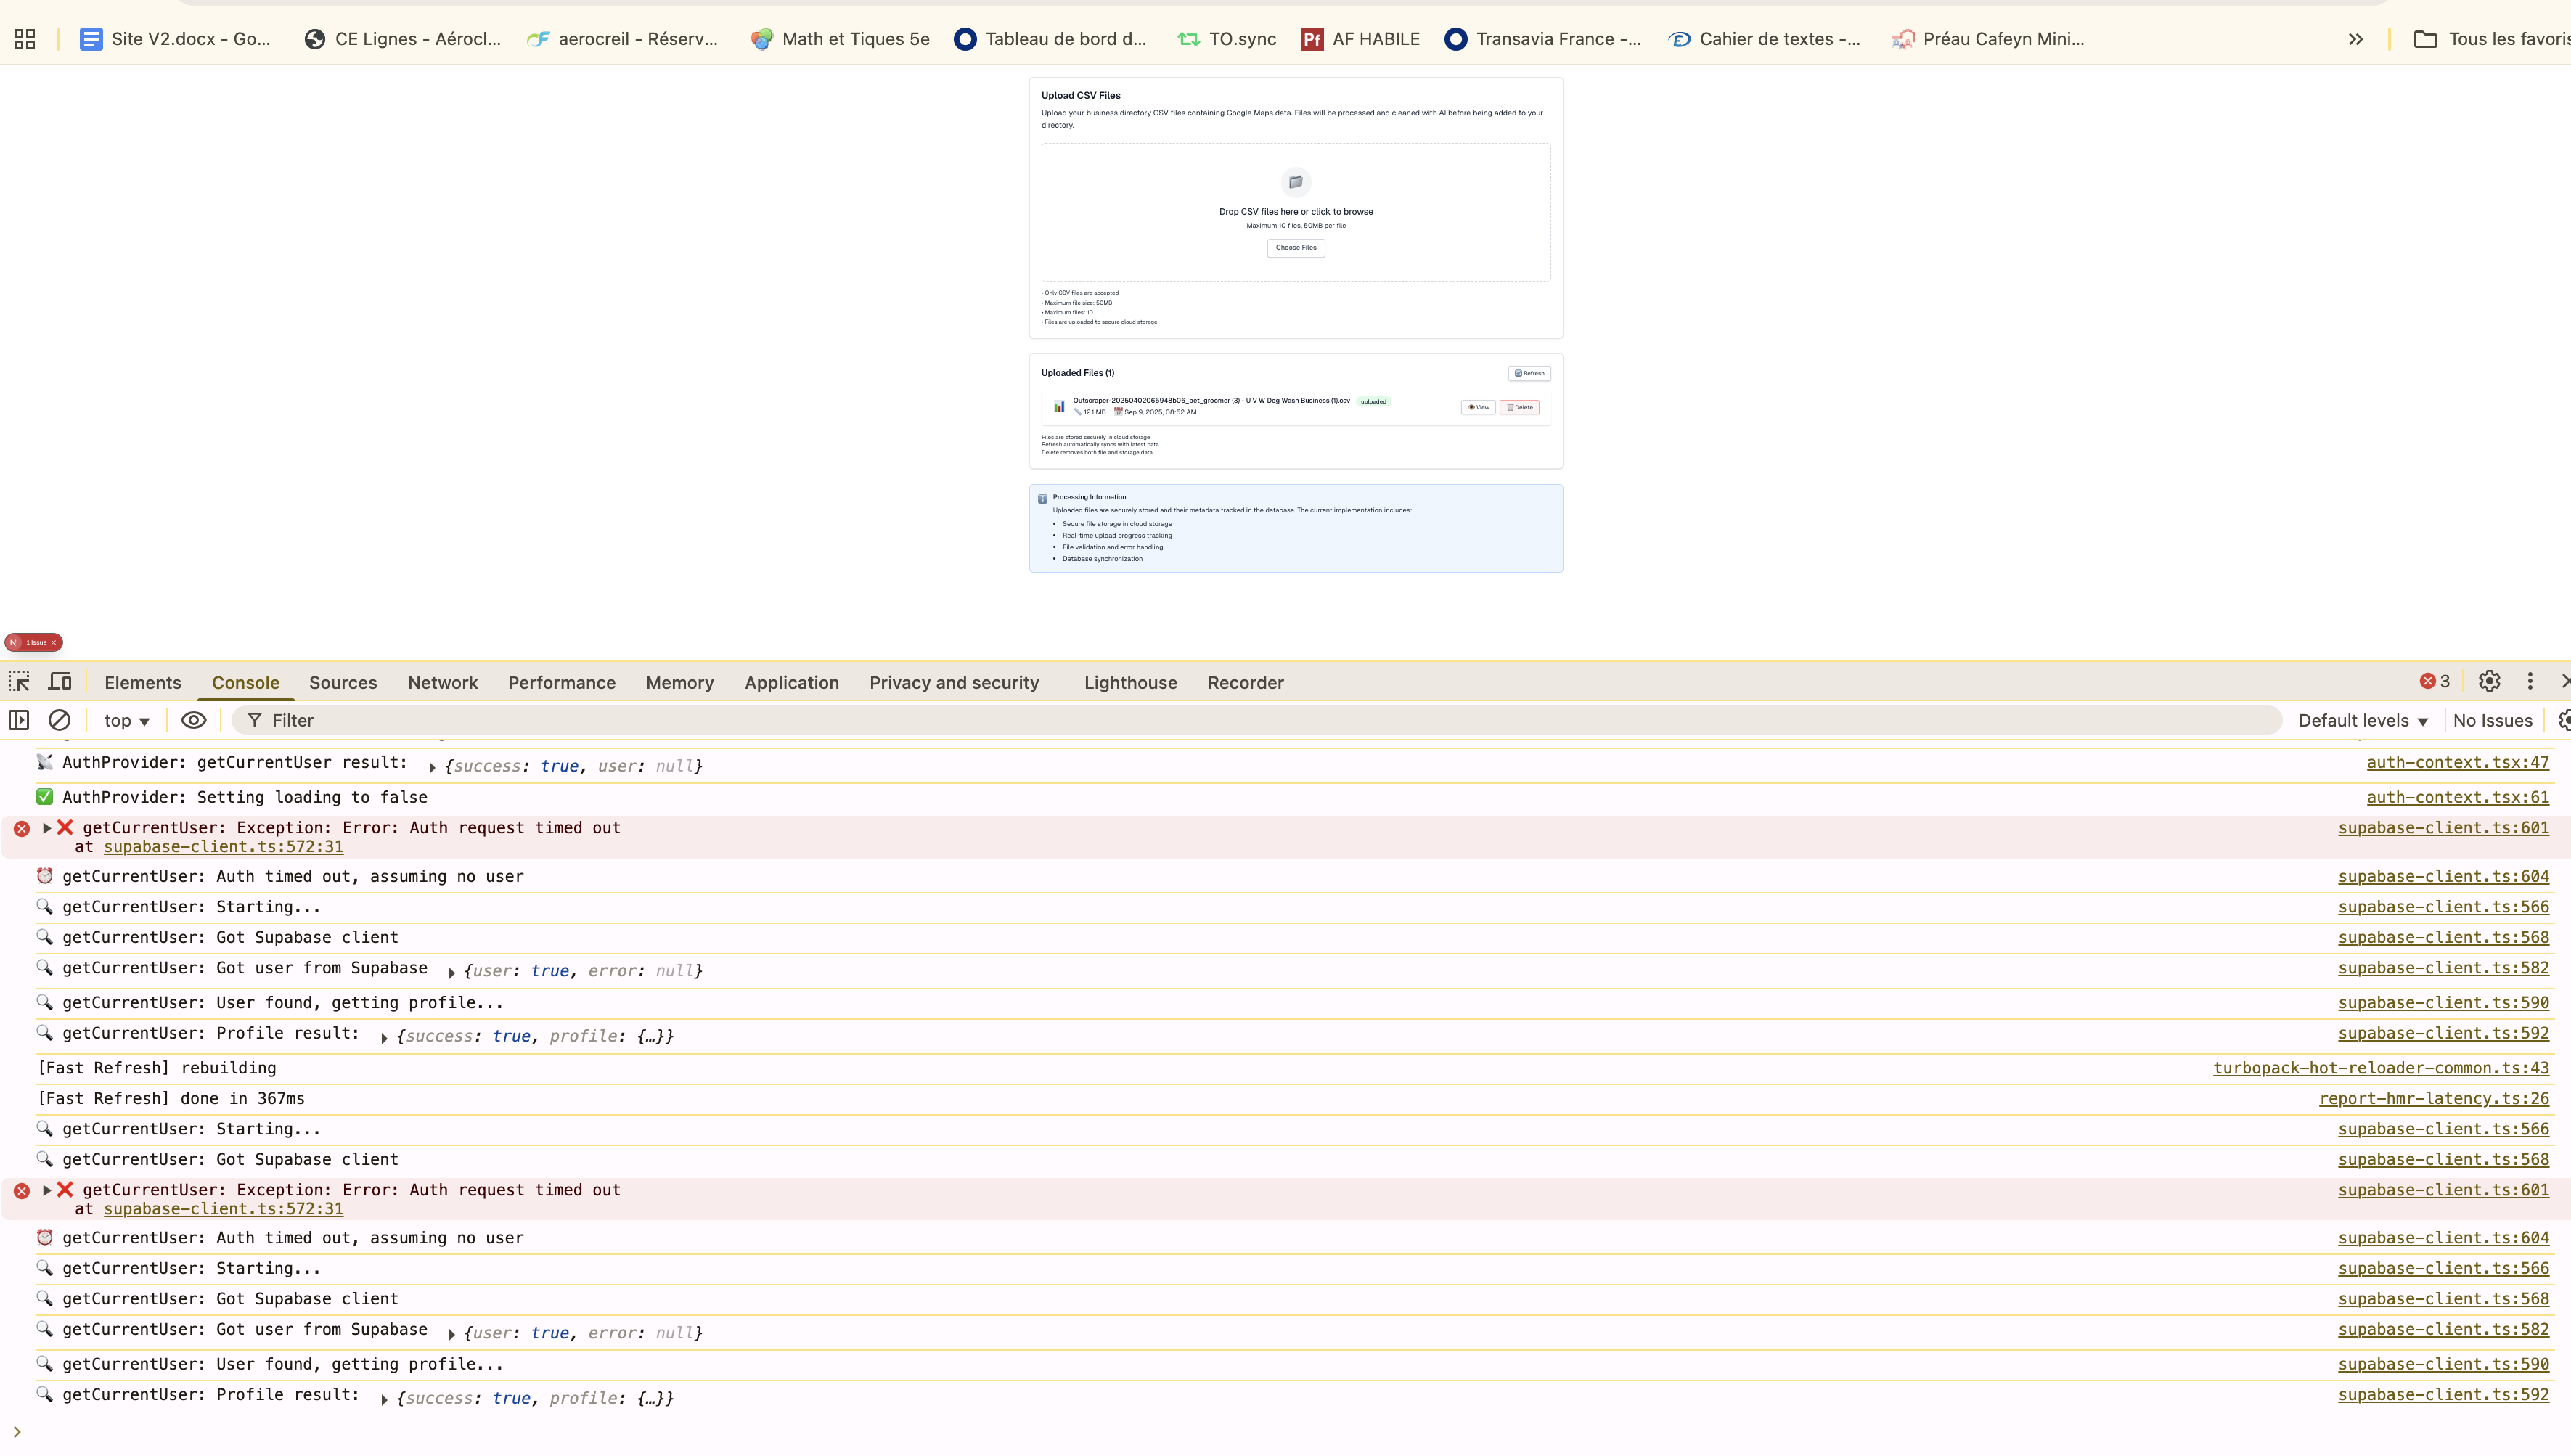 Site V2.docx - Go...
CE Lignes - Aérocl...
aerocreil - Réserv...
Math et Tiques 5e
Tableau de bord d...
TO.sync
Pf AF HABILE
Transavia France -...
Cahier de textes -...
Préau Cafeyn Mini...
Tous les favoris
Upload CSV Files
Upload your business directory CSV files containing Google Maps data. Files will be processed and cleaned with AI before being added to your
directory.
Drop CSV files here or click to browse
Maximum 10 files, 50MB per file
Choose Files
• Only CSV files are accepted
• Maximum file size: 50MB
• Maximum files: 10
• Files are uploaded to secure cloud storage
Uploaded Files (1)
Refresh
Outscraper-20250402065948b06_pet_groomer (3) - U V W Dog Wash Business (1).csv uploaded
12.1 MB Sep 9, 2025, 08:52 AM
View
Delete
Files are stored securely in cloud storage
Refresh automatically syncs with latest data
Delete removes both file and storage data
Processing Information
Uploaded files are securely stored and their metadata tracked in the database. The current implementation includes:
• Secure file storage in cloud storage
• Real-time upload progress tracking
• File validation and error handling
• Database synchronization
N 1 Issue
Elements Console Sources Network Performance Memory Application Privacy and security Lighthouse Recorder 3
top Filter Default levels No Issues
AuthProvider: getCurrentUser result: {success: true, user: null} auth-context.tsx:47
AuthProvider: Setting loading to false auth-context.tsx:61
getCurrentUser: Exception: Error: Auth request timed out supabase-client.ts:601
at supabase-client.ts:572:31
getCurrentUser: Auth timed out, assuming no user supabase-client.ts:604
getCurrentUser: Starting... supabase-client.ts:566
getCurrentUser: Got Supabase client supabase-client.ts:568
getCurrentUser: Got user from Supabase {user: true, error: null} supabase-client.ts:582
getCurrentUser: User found, getting profile... supabase-client.ts:590
getCurrentUser: Profile result: {success: true, profile: {…}} supabase-client.ts:592
[Fast Refresh] rebuilding turbopack-hot-reloader-common.ts:43
[Fast Refresh] done in 367ms report-hmr-latency.ts:26
getCurrentUser: Starting... supabase-client.ts:566
getCurrentUser: Got Supabase client supabase-client.ts:568
getCurrentUser: Exception: Error: Auth request timed out supabase-client.ts:601
at supabase-client.ts:572:31
getCurrentUser: Auth timed out, assuming no user supabase-client.ts:604
getCurrentUser: Starting... supabase-client.ts:566
getCurrentUser: Got Supabase client supabase-client.ts:568
getCurrentUser: Got user from Supabase {user: true, error: null} supabase-client.ts:582
getCurrentUser: User found, getting profile... supabase-client.ts:590
getCurrentUser: Profile result: {success: true, profile: {…}} supabase-client.ts:592